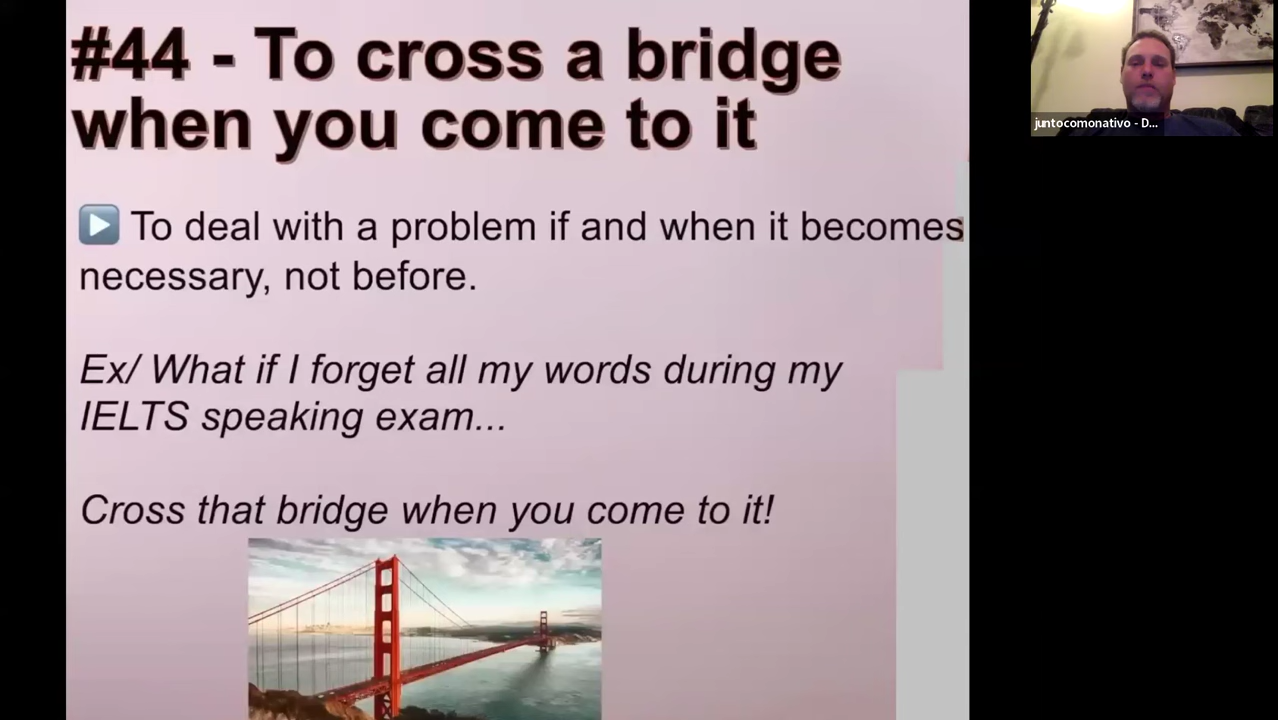 #44 - To cross a bridge
when you come to it
▶️ To deal with a problem if and when it becomes
necessary, not before.
Ex/ What if I forget all my words during my
IELTS speaking exam...
Cross that bridge when you come to it!
juntocomonativo - D...